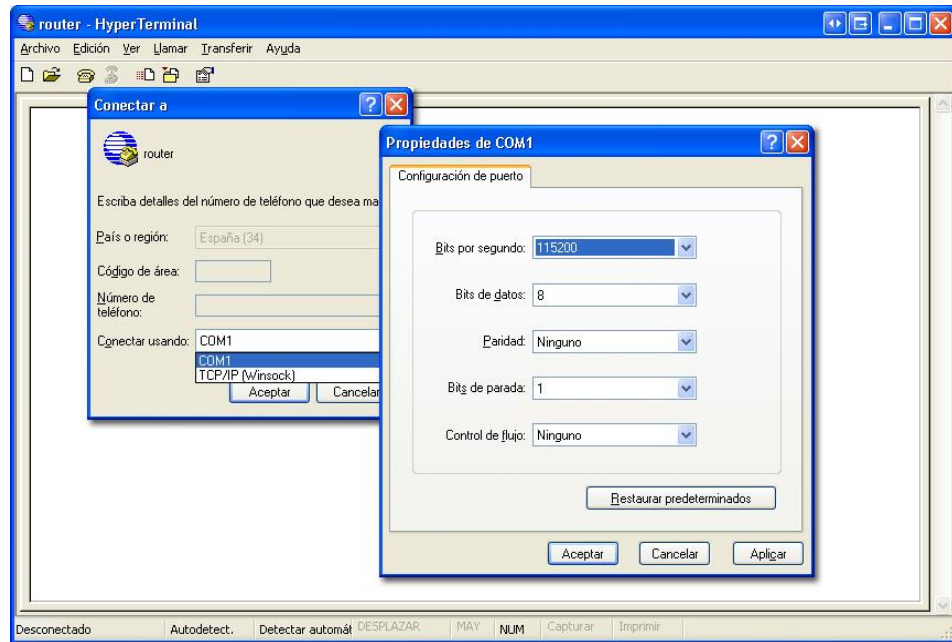 router - HyperTerminal
Archivo Edición Ver Llamar Transferir Ayuda
Conectar a
router
Escriba detalles del número de teléfono que desea ma
País o región: España (34)
Código de área:
Número de
teléfono:
Conectar usando: COM1
COM1
TCP/IP (Winsock)
Aceptar Cancelar
Propiedades de COM1
Configuración de puerto
Bits por segundo: 115200
Bits de datos: 8
Paridad: Ninguno
Bits de parada: 1
Control de flujo: Ninguno
Restaurar predeterminados
Aceptar Cancelar Aplicar
Desconectado Autodetect. Detectar automát DESPLAZAR MAY NUM Capturar Imprimir